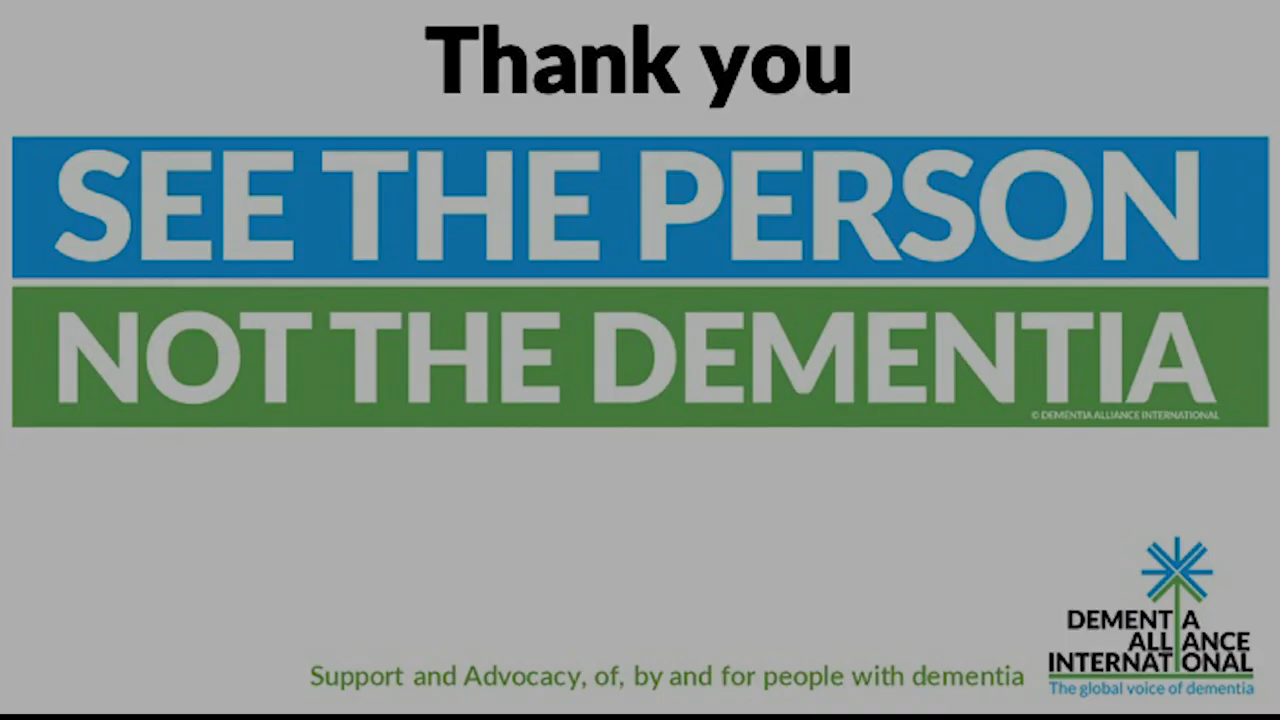 Thank you
SEE THE PERSON
NOT THE DEMENTIA
© DEMENTIA ALLIANCE INTERNATIONAL
Support and Advocacy, of, by and for people with dementia
DEMENTIA
ALLIANCE
INTERNATIONAL
The global voice of dementia